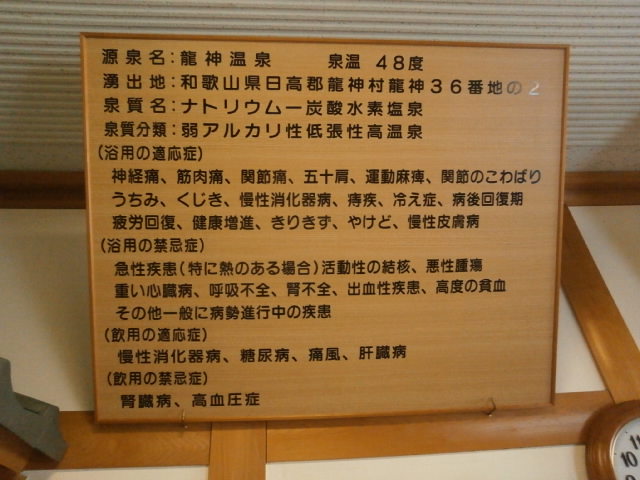 源泉名：龍神温泉　泉温　４８度
湧出地：和歌山県日高郡龍神村龍神３６番地の２
泉質名：ナトリウム一炭酸水素塩泉
泉質分類：弱アルカリ性低張性高温泉
（浴用の適応症）
神経痛、筋肉痛、関節痛、五十肩、運動麻痺、関節のこわばり
うちみ、くじき、慢性消化器病、痔疾、冷え症、病後回復期
疲労回復、健康増進、きりきず、やけど、慢性皮膚病
（浴用の禁忌症）
急性疾患（特に熱のある場合）活動性の結核、悪性腫瘍
重い心臓病、呼吸不全、腎不全、出血性疾患、高度の貧血
その他一般に病勢進行中の疾患
（飲用の適応症）
慢性消化器病、糖尿病、痛風、肝臓病
（飲用の禁忌症）
腎臓病、高血圧症
11
10
9